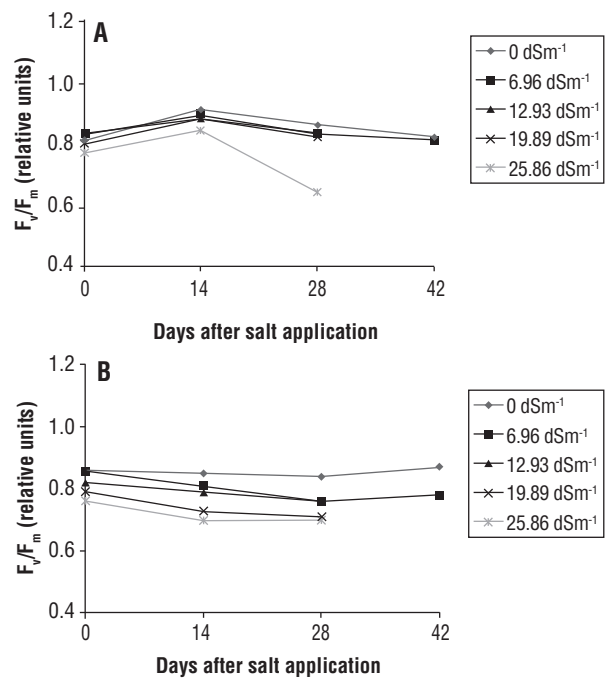 A
1.2
1.0
0.8
0.6
0.4
Fᵥ/Fₘ (relative units)
0 14 28 42
Days after salt application
0 dSm⁻¹
6.96 dSm⁻¹
12.93 dSm⁻¹
19.89 dSm⁻¹
25.86 dSm⁻¹
B
1.2
1.0
0.8
0.6
0.4
Fᵥ/Fₘ (relative units)
0 14 28 42
Days after salt application
0 dSm⁻¹
6.96 dSm⁻¹
12.93 dSm⁻¹
19.89 dSm⁻¹
25.86 dSm⁻¹